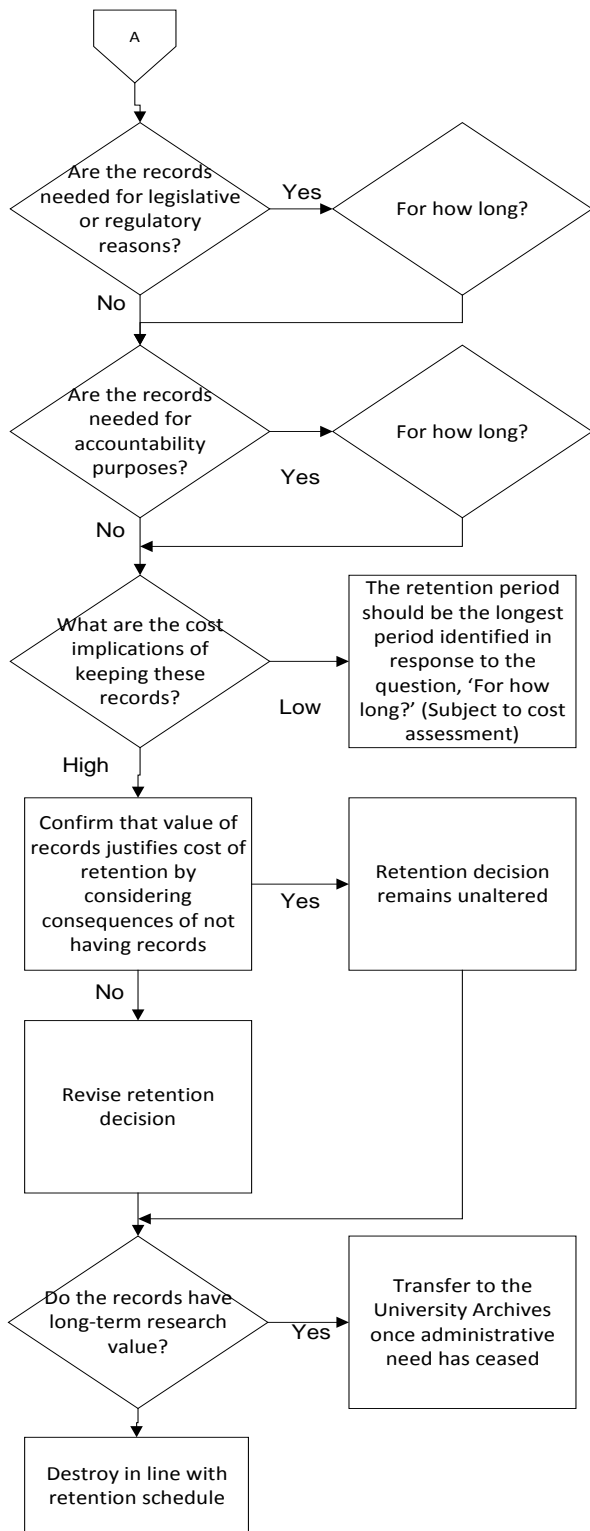 A
Are the records
needed for legislative
or regulatory
reasons?
Yes
For how long?
No
Are the records
needed for
accountability
purposes?
Yes
For how long?
No
What are the cost
implications of
keeping these
records?
Low
The retention period
should be the longest
period identified in
response to the
question, ‘For how
long?’ (Subject to cost
assessment)
High
Confirm that value of
records justifies cost of
retention by
considering
consequences of not
having records
Yes
Retention decision
remains unaltered
No
Revise retention
decision
Do the records have
long-term research
value?
Yes
Transfer to the
University Archives
once administrative
need has ceased
Destroy in line with
retention schedule